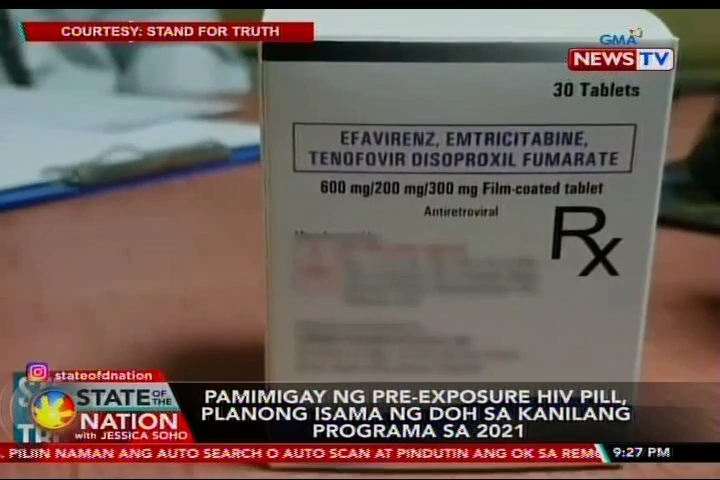 COURTESY: STAND FOR TRUTH
GMA
NEWS TV
30 Tablets
EFAVIRENZ, EMTRICITABINE,
TENOFOVIR DISOPROXIL FUMARATE
600 mg/200 mg/300 mg Film-coated tablet
Antiretroviral
Rx
stateofdnation
STATE OF THE
NATION
with JESSICA SOHO
PAMIMIGAY NG PRE-EXPOSURE HIV PILL,
PLANONG ISAMA NG DOH SA KANILANG
PROGRAMA SA 2021
PILIIN NAMAN ANG AUTO SEARCH O AUTO SCAN AT PINDUTIN ANG OK SA REMO
9:27 PM